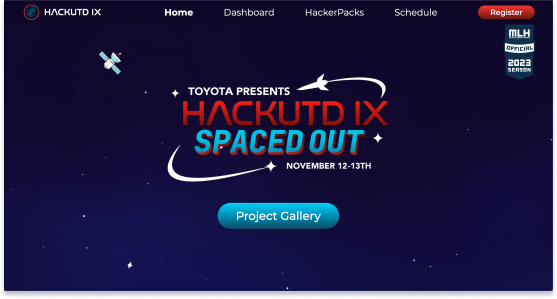 HACKUTD IX
Home
Dashboard
HackerPacks
Schedule
Register
MLH
OFFICIAL
2023
SEASON
TOYOTA PRESENTS
HACKUTD IX
SPACED OUT
NOVEMBER 12-13TH
Project Gallery